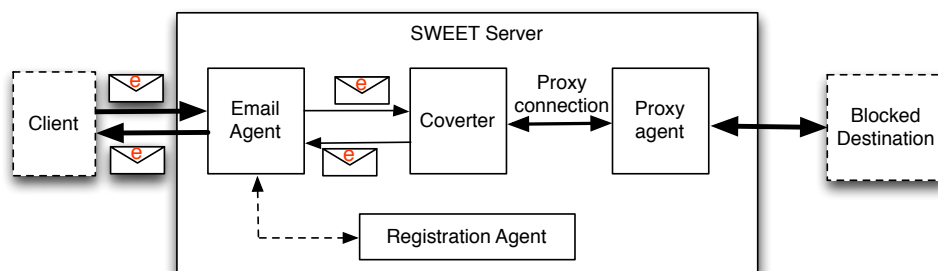 SWEET Server
e
e
Client
Email
Agent
e
e
Coverter
Proxy
connection
Proxy
agent
Blocked
Destination
Registration Agent